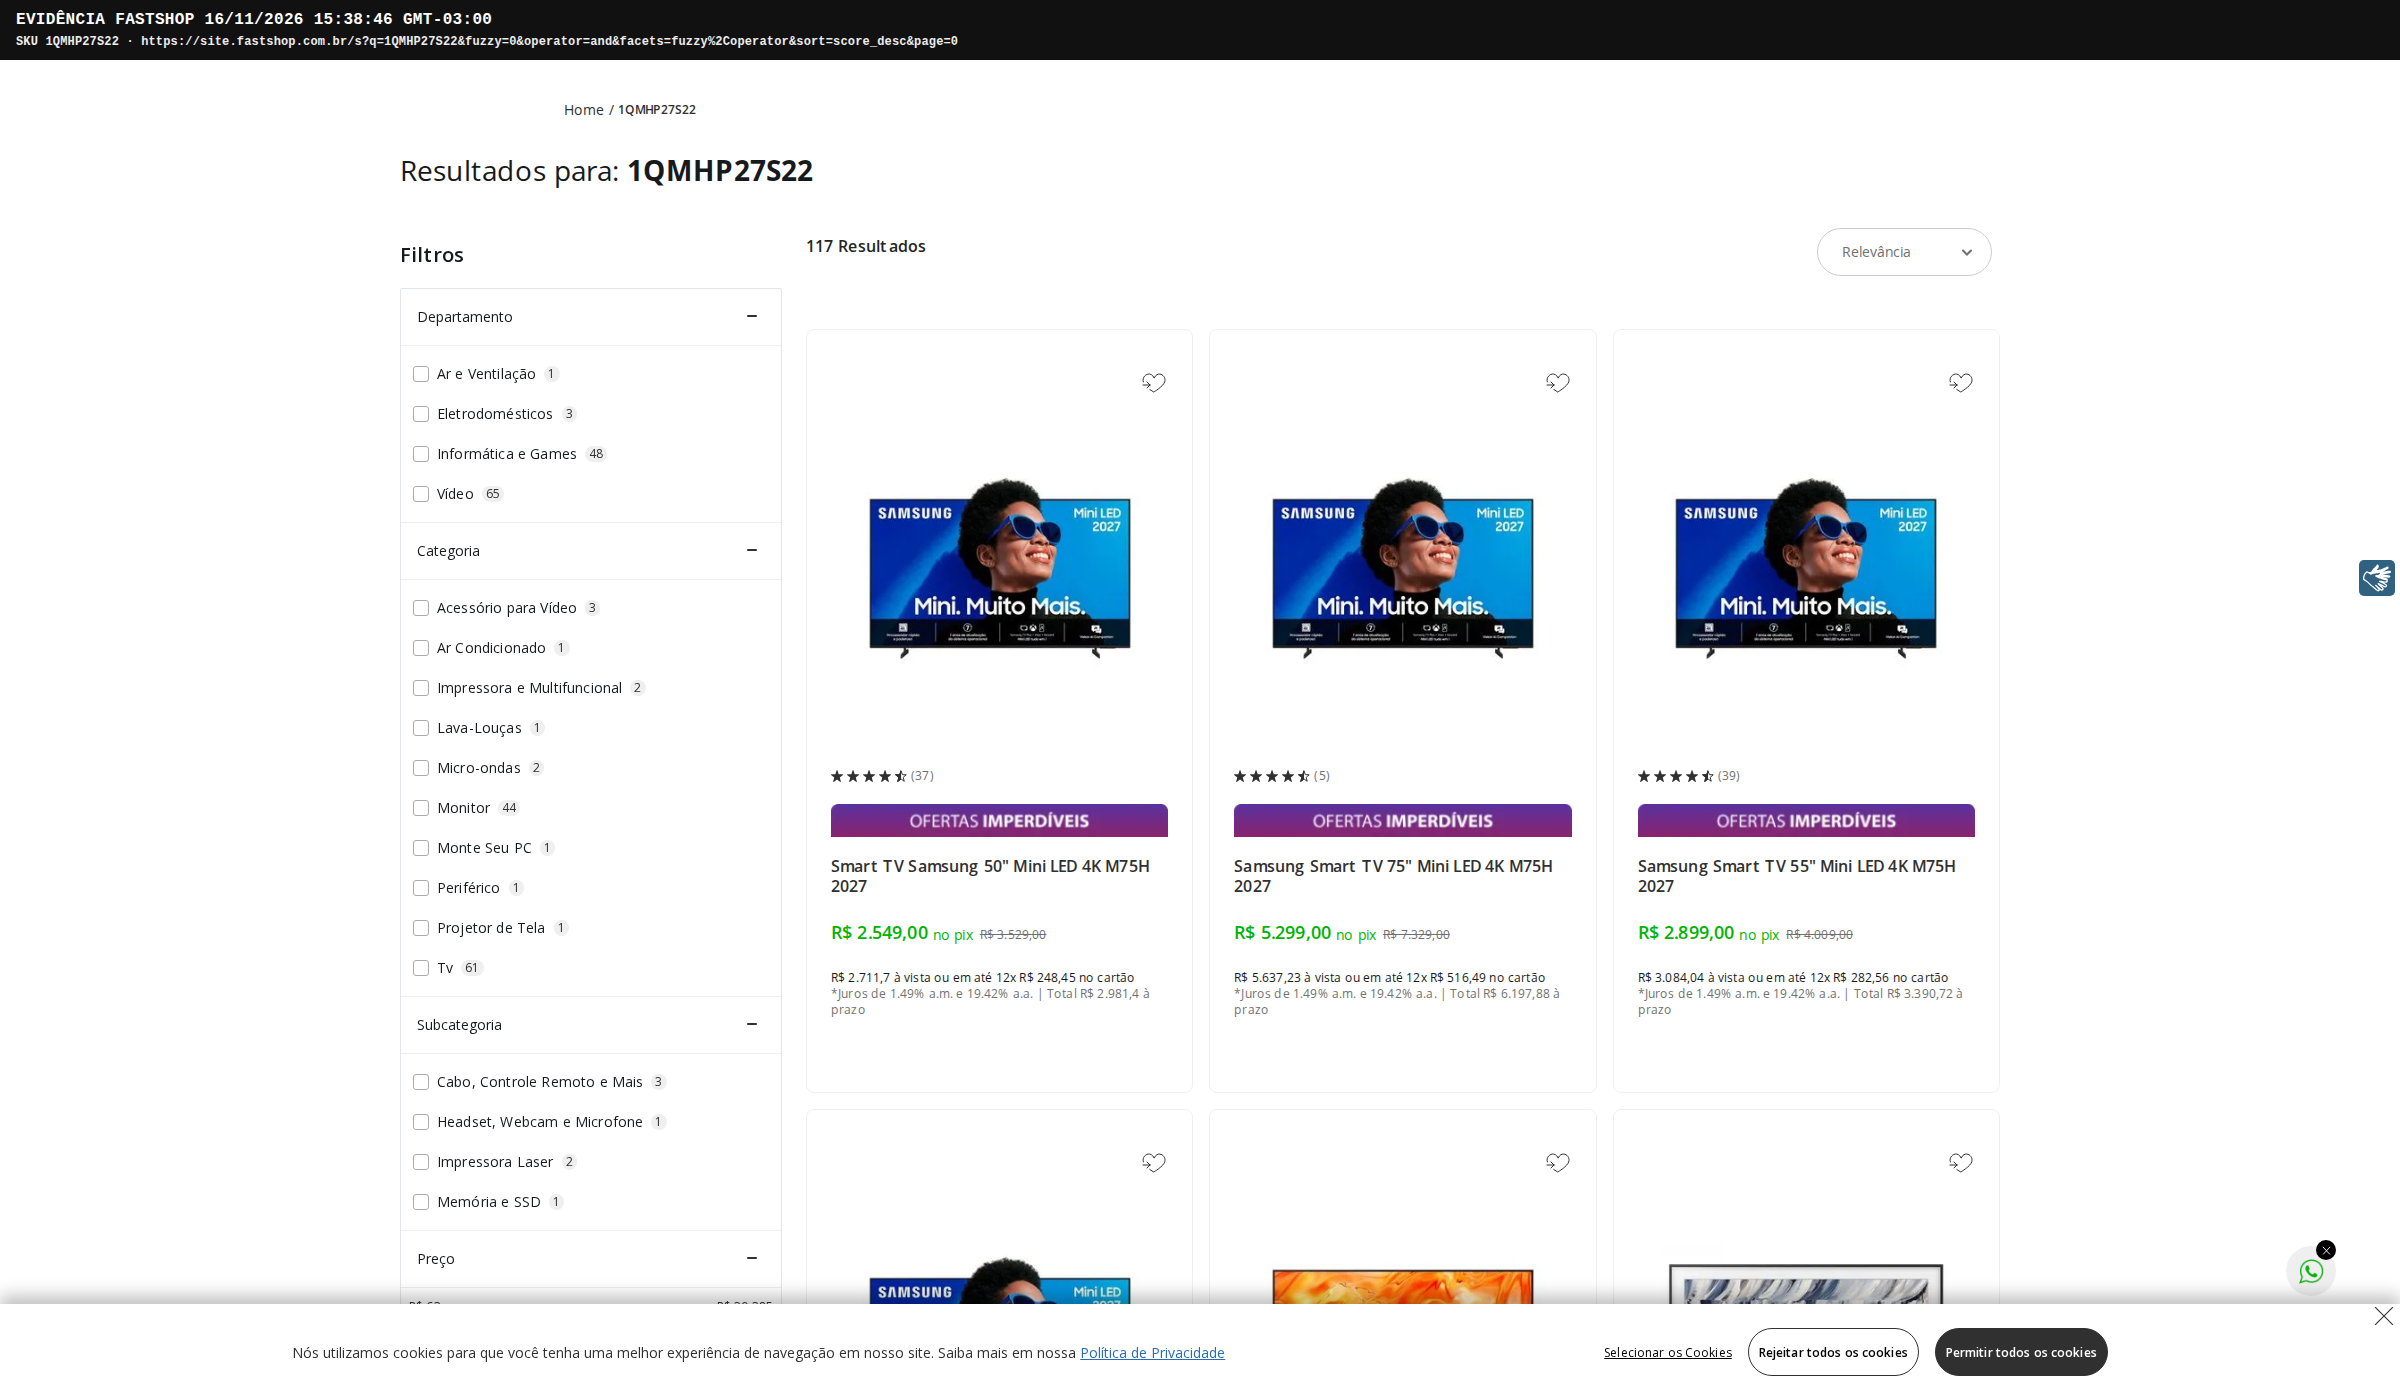 EVIDÊNCIA FASTSHOP 16/11/2026 15:38:46 GMT-03:00
SKU 1QMHP27S22 · https://site.fastshop.com.br/s?q=1QMHP27S22&fuzzy=0&operator=and&facets=fuzzy%2Coperator&sort=score_desc&page=0
Home / 1QMHP27S22
Resultados para: 1QMHP27S22
Filtros
117 Resultados
Relevância
Departamento
Ar e Ventilação 1
Eletrodomésticos 3
Informática e Games 48
Vídeo 65
Categoria
Acessório para Vídeo 3
Ar Condicionado 1
Impressora e Multifuncional 2
Lava-Louças 1
Micro-ondas 2
Monitor 44
Monte Seu PC 1
Periférico 1
Projetor de Tela 1
Tv 61
Subcategoria
Cabo, Controle Remoto e Mais 3
Headset, Webcam e Microfone 1
Impressora Laser 2
Memória e SSD 1
Preço
SAMSUNG
Mini LED
2027
Mini. Muito Mais.
(37)
OFERTAS IMPERDÍVEIS
Smart TV Samsung 50" Mini LED 4K M75H
2027
R$ 2.549,00 no pix R$ 3.529,00
R$ 2.711,7 à vista ou em até 12x R$ 248,45 no cartão
*Juros de 1.49% a.m. e 19.42% a.a. | Total R$ 2.981,4 à
prazo
SAMSUNG
Mini LED
2027
Mini. Muito Mais.
(5)
OFERTAS IMPERDÍVEIS
Samsung Smart TV 75" Mini LED 4K M75H
2027
R$ 5.299,00 no pix R$ 7.329,00
R$ 5.637,23 à vista ou em até 12x R$ 516,49 no cartão
*Juros de 1.49% a.m. e 19.42% a.a. | Total R$ 6.197,88 à
prazo
SAMSUNG
Mini LED
2027
Mini. Muito Mais.
(39)
OFERTAS IMPERDÍVEIS
Samsung Smart TV 55" Mini LED 4K M75H
2027
R$ 2.899,00 no pix R$ 4.009,00
R$ 3.084,04 à vista ou em até 12x R$ 282,56 no cartão
*Juros de 1.49% a.m. e 19.42% a.a. | Total R$ 3.390,72 à
prazo
SAMSUNG
Mini LED
Nós utilizamos cookies para que você tenha uma melhor experiência de navegação em nosso site. Saiba mais em nossa Política de Privacidade
Selecionar os Cookies
Rejeitar todos os cookies
Permitir todos os cookies